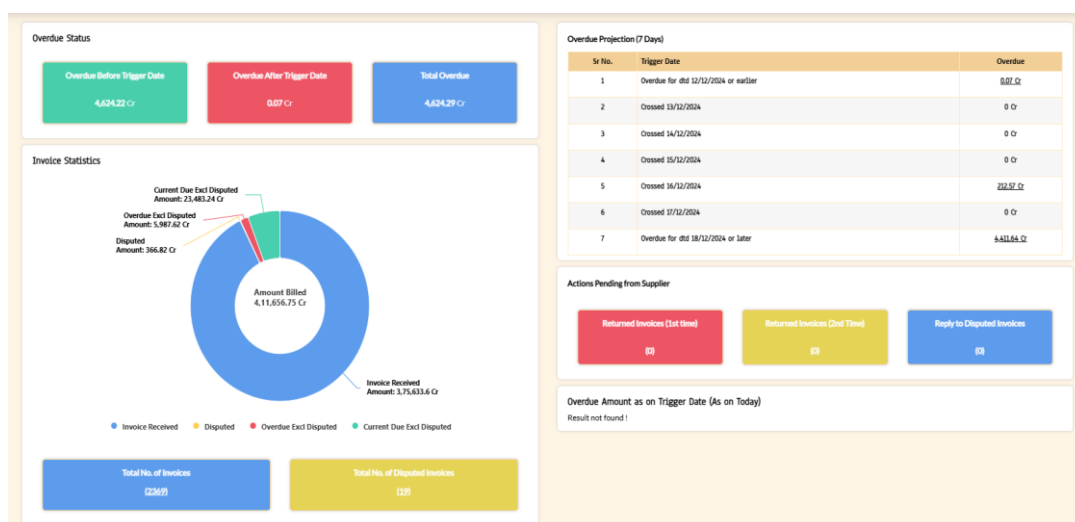 Overdue Status
Overdue Before Trigger Date
4,624.22 Cr
Overdue After Trigger Date
0.07 Cr
Total Overdue
4,624.29 Cr
Invoice Statistics
Current Due Excl Disputed
Amount: 23,483.24 Cr
Overdue Excl Disputed
Amount: 5,987.62 Cr
Disputed
Amount: 366.82 Cr
Amount Billed
4,11,656.75 Cr
Invoice Received
Amount: 3,75,633.6 Cr
Invoice Received Disputed Overdue Excl Disputed Current Due Excl Disputed
Total No. of Invoices
(2369)
Total No. of Disputed Invoices
(19)
Overdue Projection (7 Days)
Sr No. Trigger Date Overdue
1 Overdue for dtd 12/12/2024 or earlier 0.07 Cr
2 Crossed 13/12/2024 0 Cr
3 Crossed 14/12/2024 0 Cr
4 Crossed 15/12/2024 0 Cr
5 Crossed 16/12/2024 212.57 Cr
6 Crossed 17/12/2024 0 Cr
7 Overdue for dtd 18/12/2024 or later 4,411.64 Cr
Actions Pending from Supplier
Returned Invoices (1st time)
(0)
Returned Invoices (2nd Time)
(0)
Reply to Disputed Invoices
(0)
Overdue Amount as on Trigger Date (As on Today)
Result not found !